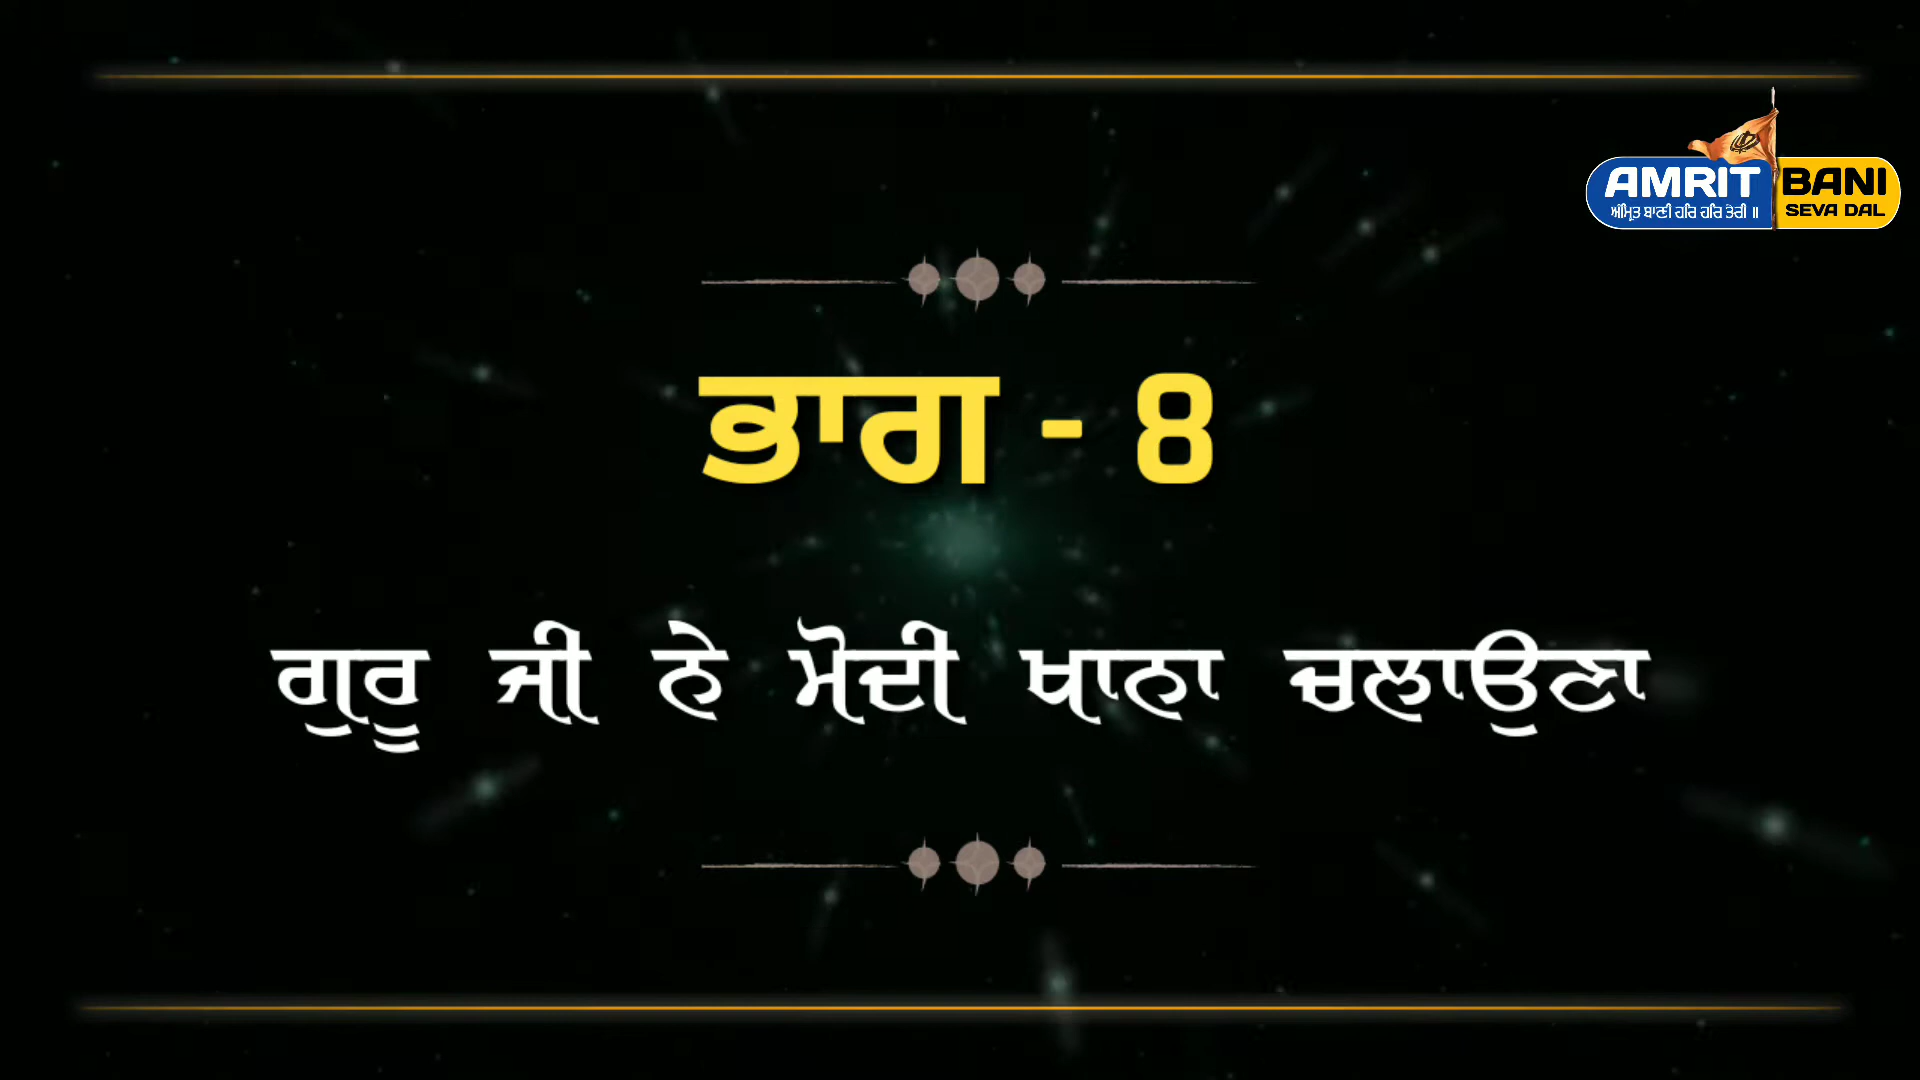 AMRIT BANI
ਅੰਮ੍ਰਿਤ ਬਾਣੀ ਹਰਿ ਹਰਿ ਤੇਰੀ ॥ SEVA DAL
ਭਾਗ - 8
ਗੁਰੂ ਜੀ ਨੇ ਮੋਦੀ ਖਾਨਾ ਚਲਾਉਣਾ